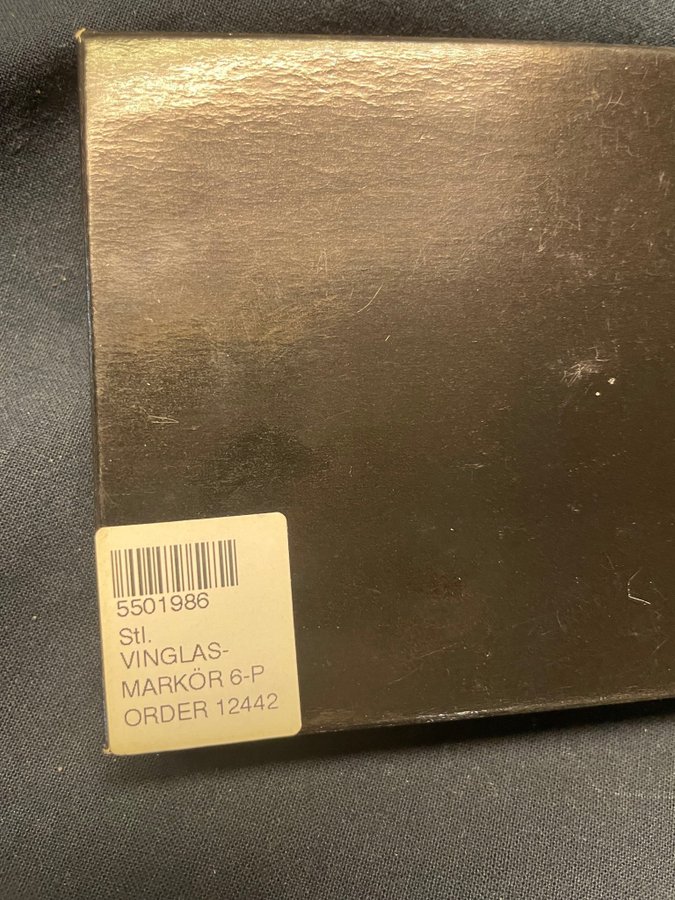 5501986
Stl.
VINGLAS-
MARKÖR 6-P
ORDER 12442